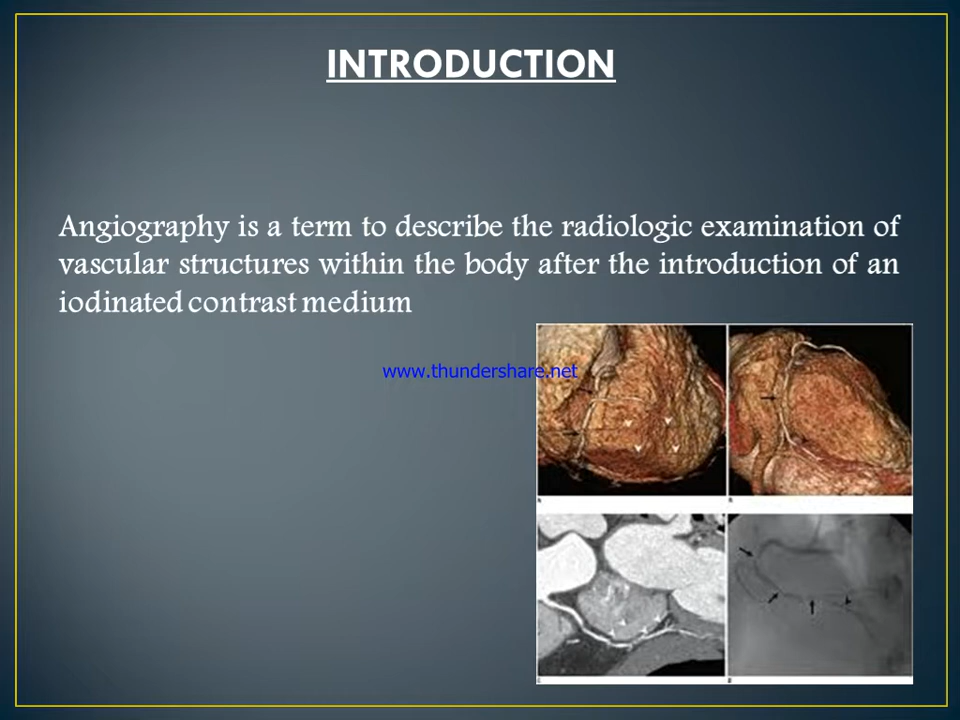 INTRODUCTION
Angiography is a term to describe the radiologic examination of
vascular structures within the body after the introduction of an
iodinated contrast medium
www.thundershare.net